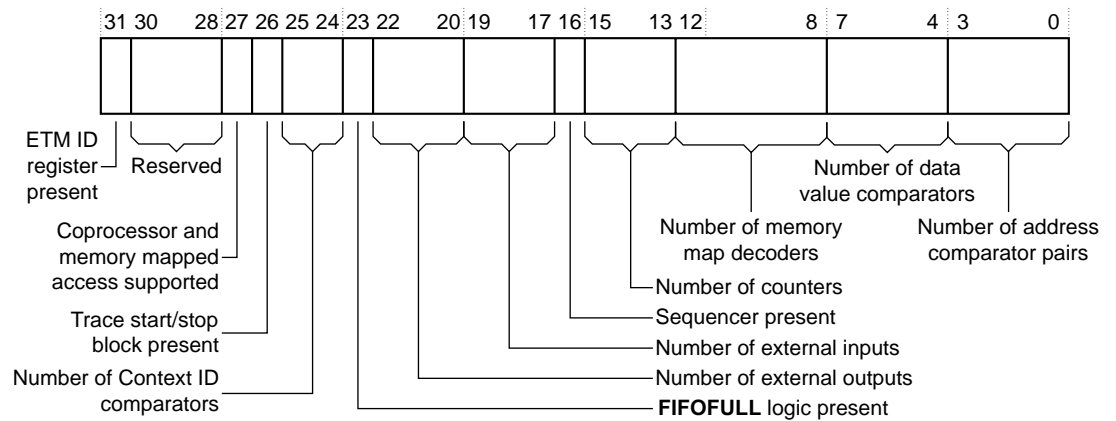 31 30 28 27 26 25 24 23 22 20 19 17 16 15 13 12 8 7 4 3 0
ETM ID
register
present
Reserved
Number of data
value comparators
Number of memory
map decoders
Number of address
comparator pairs
Coprocessor and
memory mapped
access supported
Number of counters
Trace start/stop
block present
Sequencer present
Number of external inputs
Number of Context ID
comparators
Number of external outputs
FIFOFULL logic present